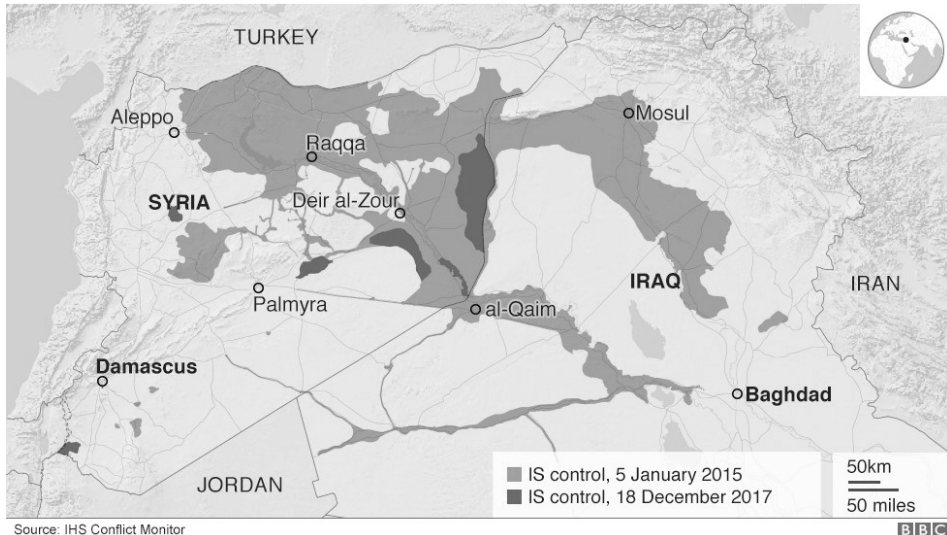 TURKEY
Aleppo
Mosul
Raqqa
SYRIA
Deir al-Zour
IRAQ
IRAN
Palmyra
al-Qaim
Damascus
Baghdad
JORDAN
IS control, 5 January 2015
IS control, 18 December 2017
50km
50 miles
Source: IHS Conflict Monitor
BBC